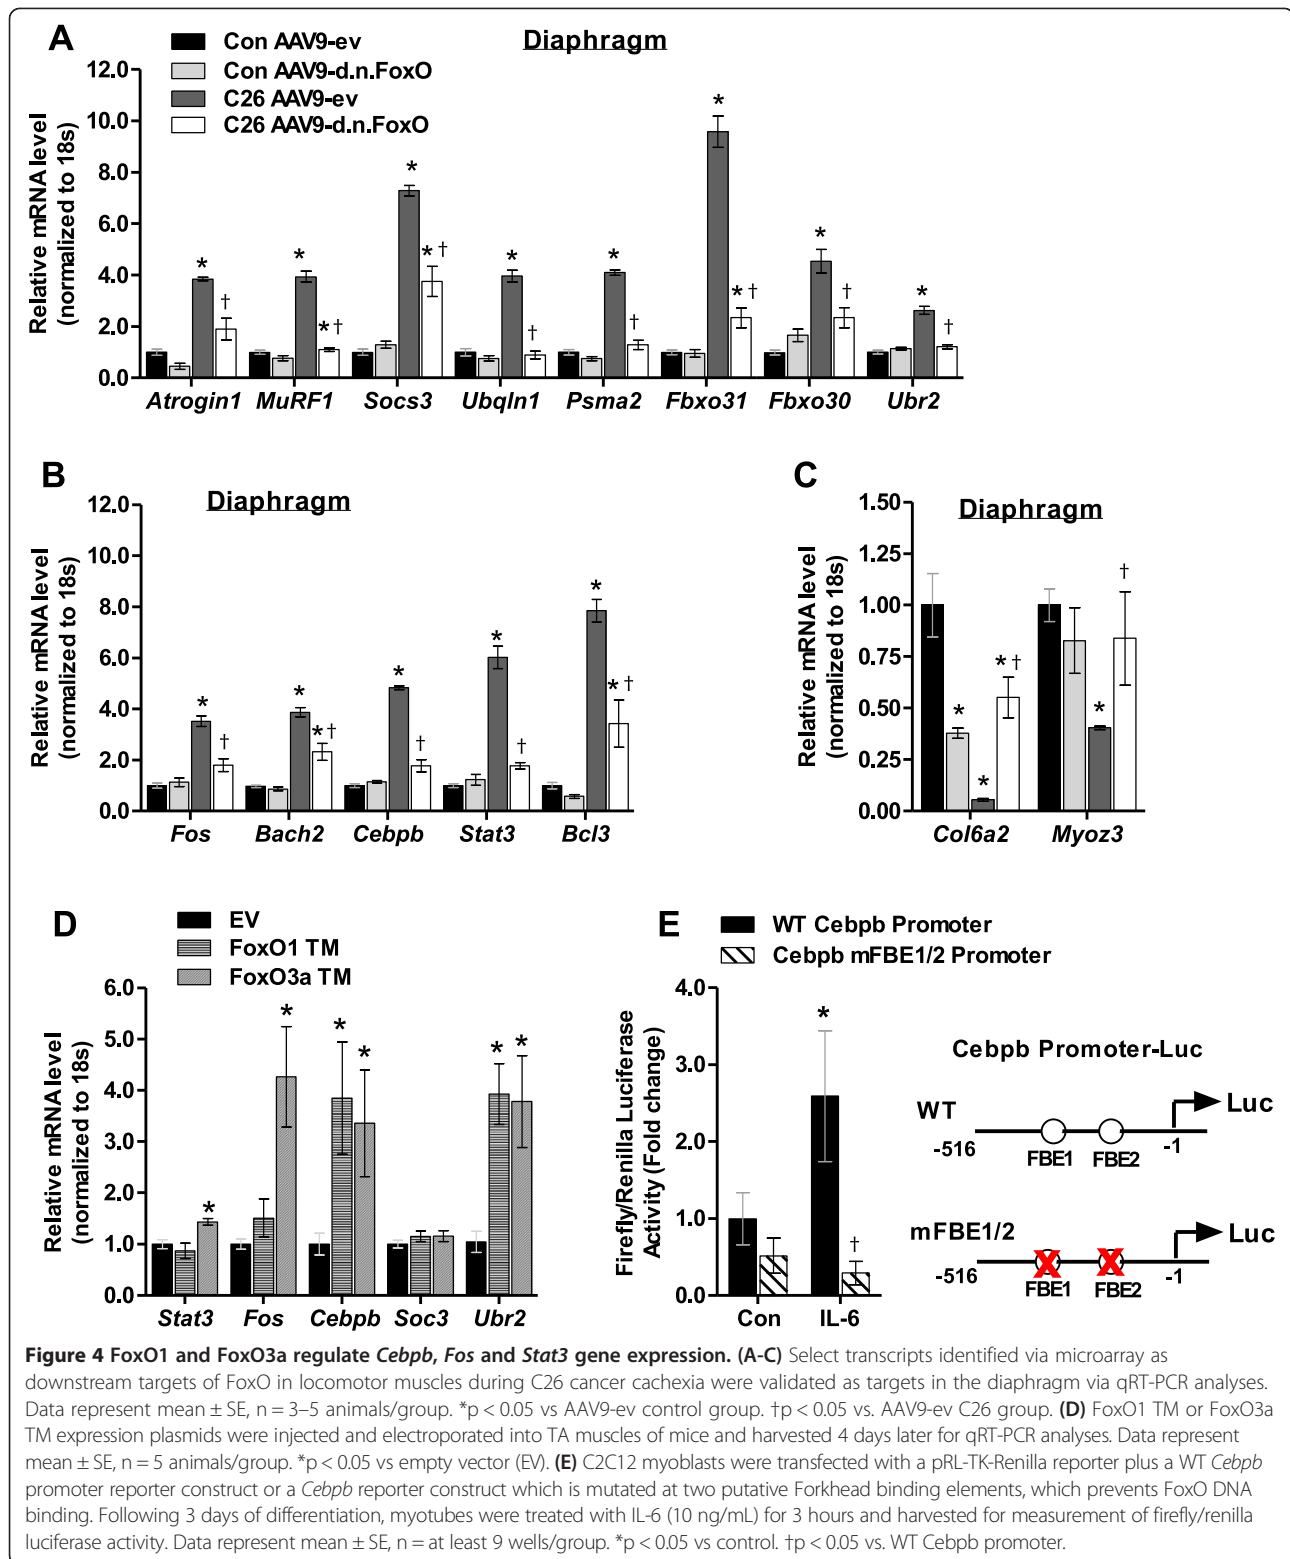 A
Diaphragm
Con AAV9-ev
Con AAV9-d.n.FoxO
C26 AAV9-ev
C26 AAV9-d.n.FoxO
Relative mRNA level
(normalized to 18s)
12.0
10.0
8.0
6.0
4.0
2.0
0.0
* † * * † * * † * † * † * * † * † * †
Atrogin1 MuRF1 Socs3 Ubqln1 Psma2 Fbxo31 Fbxo30 Ubr2
B
Diaphragm
Relative mRNA level
(normalized to 18s)
12.0
10.0
8.0
6.0
4.0
2.0
0.0
* † * * † * † * † * * †
Fos Bach2 Cebpb Stat3 Bcl3
C
Diaphragm
Relative mRNA level
(normalized to 18s)
1.50
1.25
1.00
0.75
0.50
0.25
0.00
* * * † * †
Col6a2 Myoz3
D
EV
FoxO1 TM
FoxO3a TM
Relative mRNA level
(normalized to 18s)
6.0
5.0
4.0
3.0
2.0
1.0
0.0
* * * * * *
Stat3 Fos Cebpb Soc3 Ubr2
E
WT Cebpb Promoter
Cebpb mFBE1/2 Promoter
Firefly/Renilla Luciferase
Activity (Fold change)
4.0
3.0
2.0
1.0
0.0
* †
Con IL-6
Cebpb Promoter-Luc
WT
Luc
-516 FBE1 FBE2 -1
mFBE1/2
Luc
-516 FBE1 FBE2 -1
Figure 4 FoxO1 and FoxO3a regulate Cebpb, Fos and Stat3 gene expression. (A-C) Select transcripts identified via microarray as
downstream targets of FoxO in locomotor muscles during C26 cancer cachexia were validated as targets in the diaphragm via qRT-PCR analyses.
Data represent mean ± SE, n = 3–5 animals/group. *p < 0.05 vs AAV9-ev control group. †p < 0.05 vs. AAV9-ev C26 group. (D) FoxO1 TM or FoxO3a
TM expression plasmids were injected and electroporated into TA muscles of mice and harvested 4 days later for qRT-PCR analyses. Data represent
mean ± SE, n = 5 animals/group. *p < 0.05 vs empty vector (EV). (E) C2C12 myoblasts were transfected with a pRL-TK-Renilla reporter plus a WT Cebpb
promoter reporter construct or a Cebpb reporter construct which is mutated at two putative Forkhead binding elements, which prevents FoxO DNA
binding. Following 3 days of differentiation, myotubes were treated with IL-6 (10 ng/mL) for 3 hours and harvested for measurement of firefly/renilla
luciferase activity. Data represent mean ± SE, n = at least 9 wells/group. *p < 0.05 vs control. †p < 0.05 vs. WT Cebpb promoter.